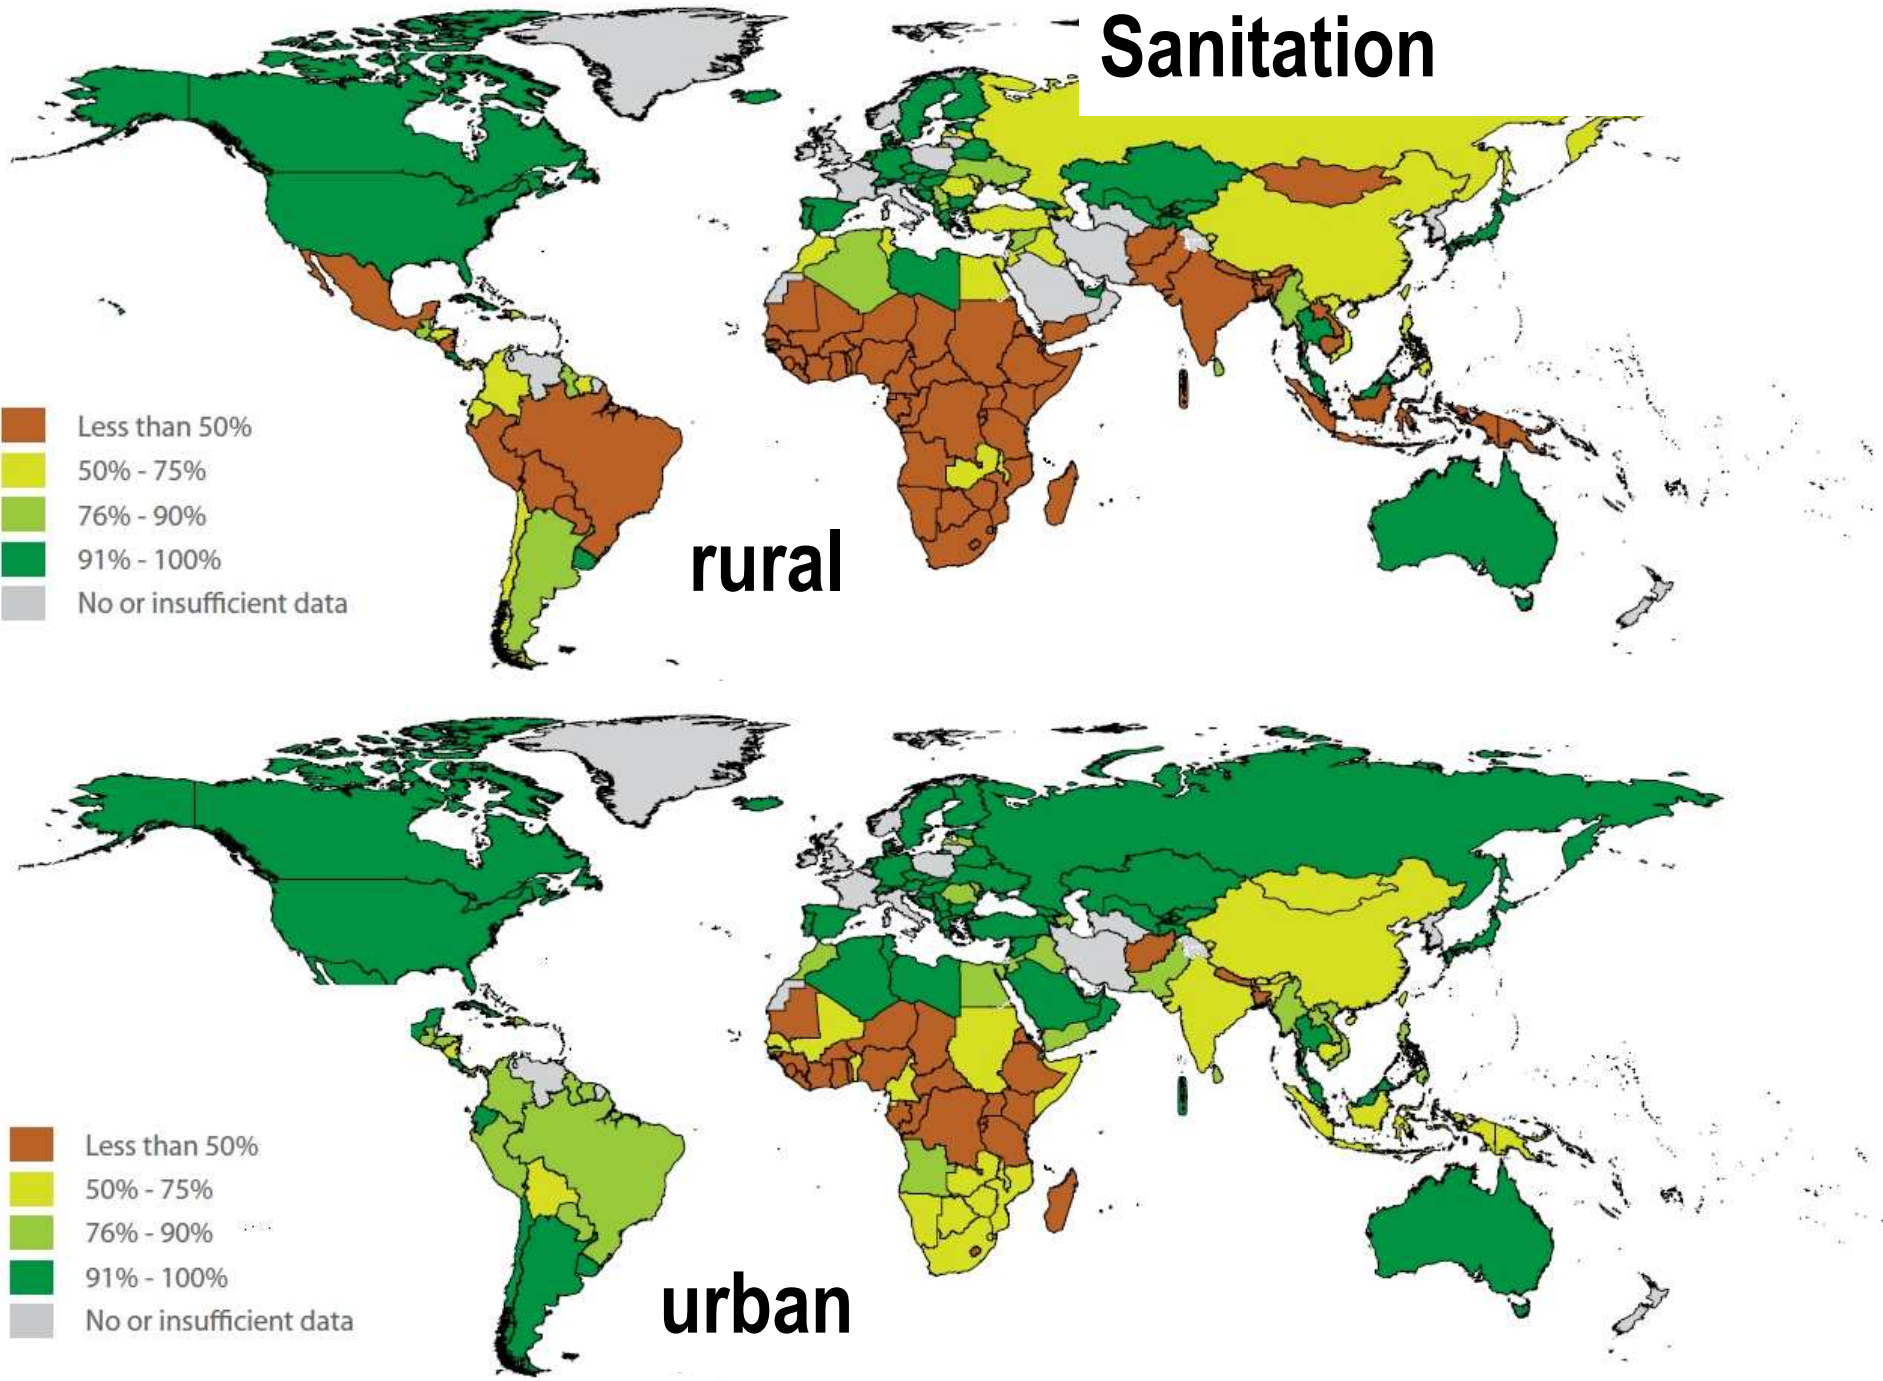 Sanitation
Less than 50%
50% - 75%
76% - 90%
91% - 100%
No or insufficient data
rural
Less than 50%
50% - 75%
76% - 90%
91% - 100%
No or insufficient data
urban